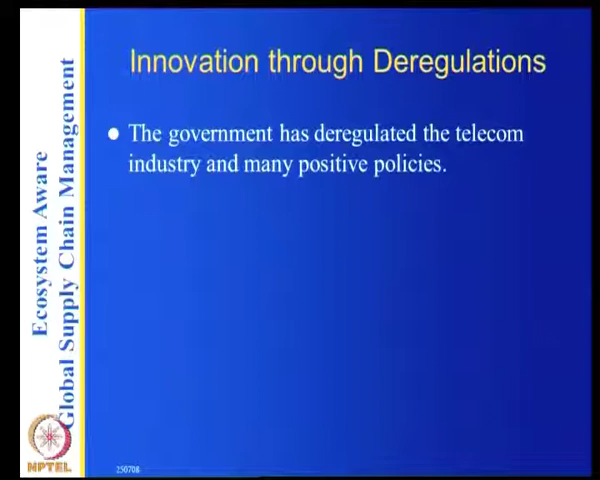 Innovation through Deregulations
The government has deregulated the telecom
industry and many positive policies.
Ecosystem Aware
Global Supply Chain Management
NPTEL
250708